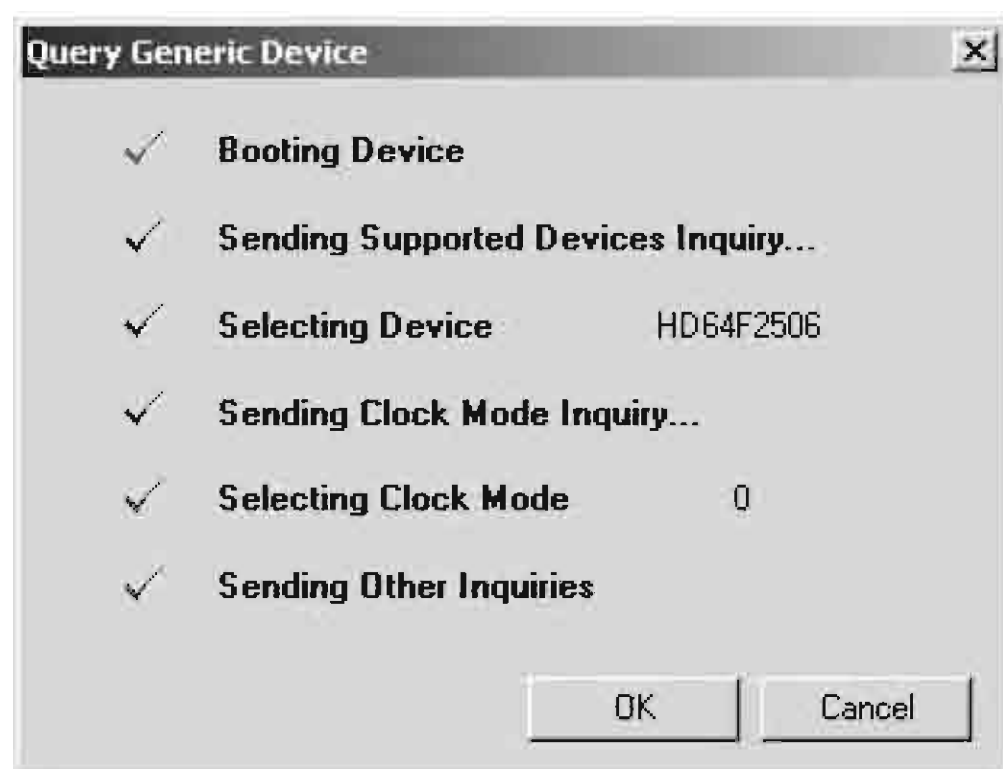 Query Generic Device
Booting Device
Sending Supported Devices Inquiry...
Selecting Device HD64F2506
Sending Clock Mode Inquiry...
Selecting Clock Mode 0
Sending Other Inquiries
OK Cancel